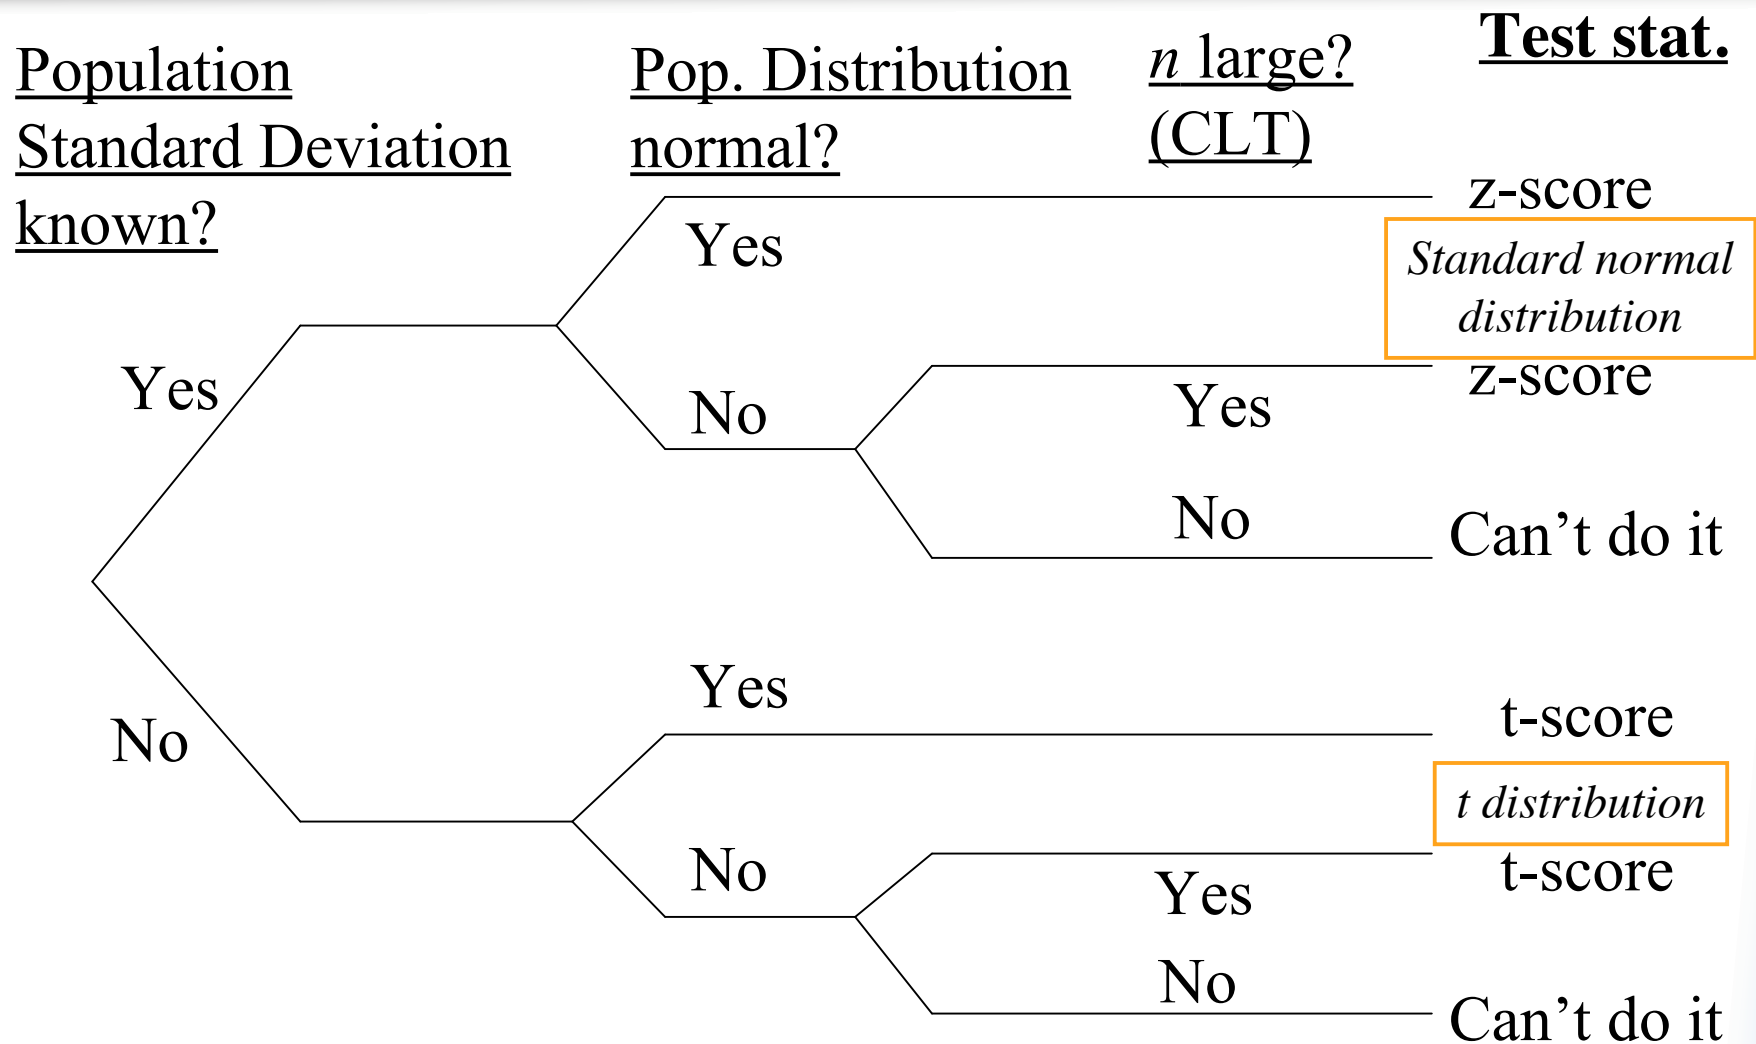 Population
Standard Deviation
known?
Pop. Distribution
normal?
n large?
(CLT)
Test stat.
Yes
z-score
Standard normal
distribution
Yes
No
Yes
z-score
No
Can’t do it
Yes
t-score
No
t distribution
No
Yes
t-score
No
Can’t do it